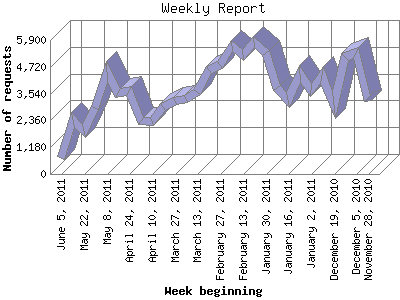 Weekly Report
Number of requests
5,900
4,720
3,540
2,360
1,180
0
June 5, 2011
May 22, 2011
May 8, 2011
April 24, 2011
April 10, 2011
March 27, 2011
March 13, 2011
February 27, 2011
February 13, 2011
January 30, 2011
January 16, 2011
January 2, 2011
December 19, 2010
December 5, 2010
November 28, 2010
Week beginning